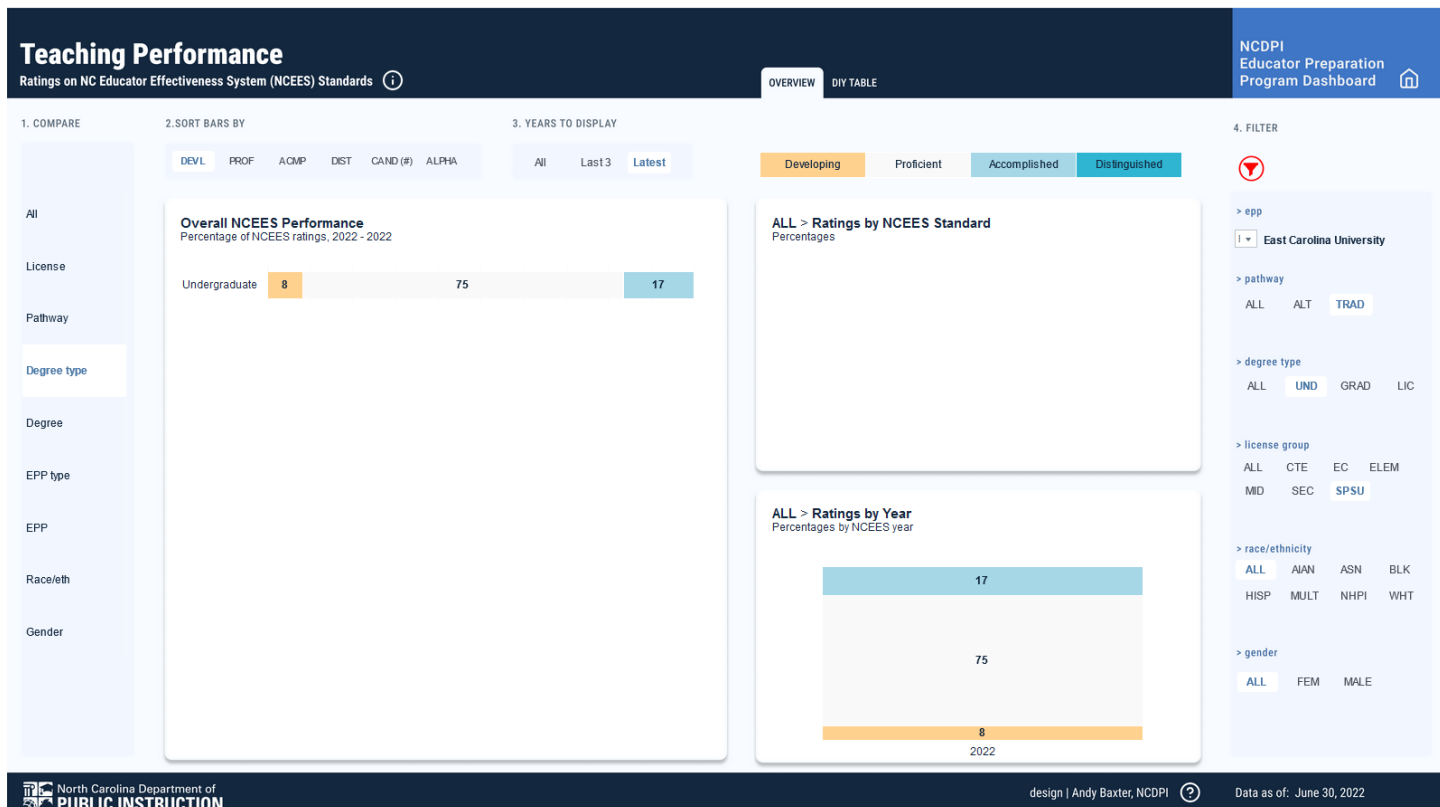 Teaching Performance
Ratings on NC Educator Effectiveness System (NCEES) Standards i
OVERVIEW DIY TABLE
NCDPI
Educator Preparation
Program Dashboard
1. COMPARE
2.SORT BARS BY
3. YEARS TO DISPLAY
4. FILTER
DEVL PROF ACMP DIST CAND (#) ALPHA
All Last 3 Latest
Developing Proficient Accomplished Distinguished
All
License
Pathway
Degree type
Degree
EPP type
EPP
Race/eth
Gender
Overall NCEES Performance
Percentage of NCEES ratings, 2022 - 2022
Undergraduate 8 75 17
ALL > Ratings by NCEES Standard
Percentages
ALL > Ratings by Year
Percentages by NCEES year
17
75
8
2022
> epp
East Carolina University
> pathway
ALL ALT TRAD
> degree type
ALL UND GRAD LIC
> license group
ALL CTE EC ELEM
MID SEC SPSU
> race/ethnicity
ALL AIAN ASN BLK
HISP MULT NHPI WHT
> gender
ALL FEM MALE
North Carolina Department of
PUBLIC INSTRUCTION
design | Andy Baxter, NCDPI ?
Data as of: June 30, 2022